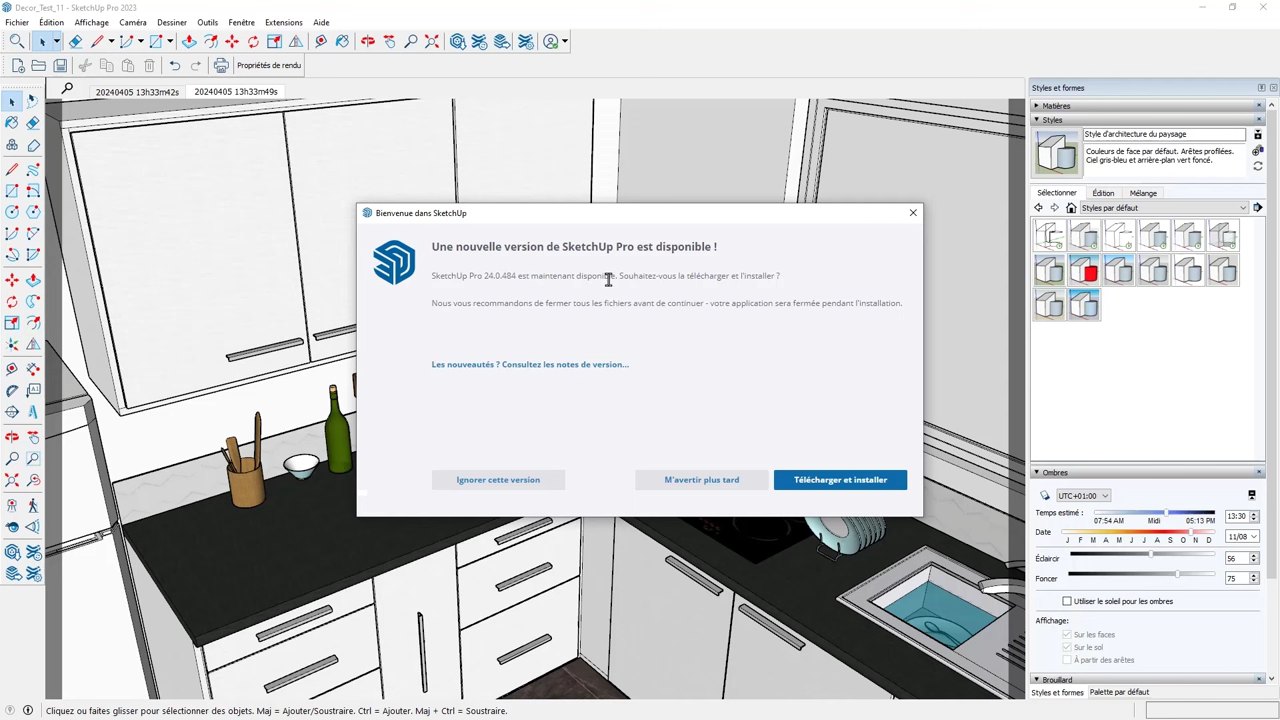 Decor_Test_11 - SketchUp Pro 2023
Fichier Édition Affichage Caméra Dessiner Outils Fenêtre Extensions Aide
Propriétés de rendu
20240405 13h33m42s 20240405 13h33m49s
Bienvenue dans SketchUp
Une nouvelle version de SketchUp Pro est disponible !
SketchUp Pro 24.0.484 est maintenant disponible. Souhaitez-vous la télécharger et l'installer ?
Nous vous recommandons de fermer tous les fichiers avant de continuer - votre application sera fermée pendant l'installation.
Les nouveautés ? Consultez les notes de version...
Ignorer cette version
M'avertir plus tard
Télécharger et installer
Styles et formes
Matières
Styles
Style d'architecture du paysage
Couleurs de face par défaut. Arêtes profilées.
Ciel gris-bleu et arrière-plan vert foncé.
Sélectionner Édition Mélange
Styles par défaut
Ombres
UTC+01:00
Temps estimé : 13:30
07:54 AM Midi 05:13 PM
Date 11/08
J F M A M J J A S O N D
Éclaircir 56
Foncer 75
Utiliser le soleil pour les ombres
Affichage:
Sur les faces
Sur le sol
À partir des arêtes
Brouillard
Styles et formes Palette par défaut
Cliquez ou faites glisser pour sélectionner des objets. Maj = Ajouter/Soustraire. Ctrl = Ajouter. Maj + Ctrl = Soustraire.